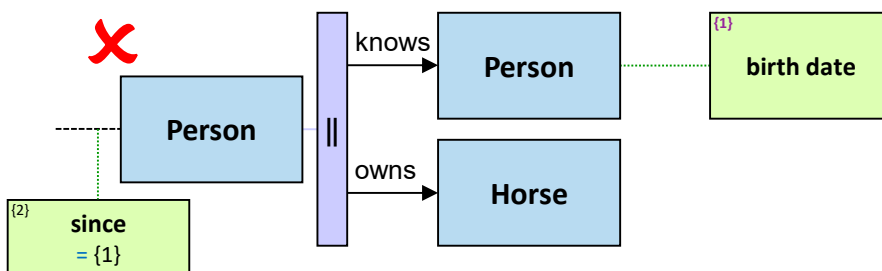 knows
{1}
Person
birth date
Person
||
owns
Horse
{2}
since
= {1}